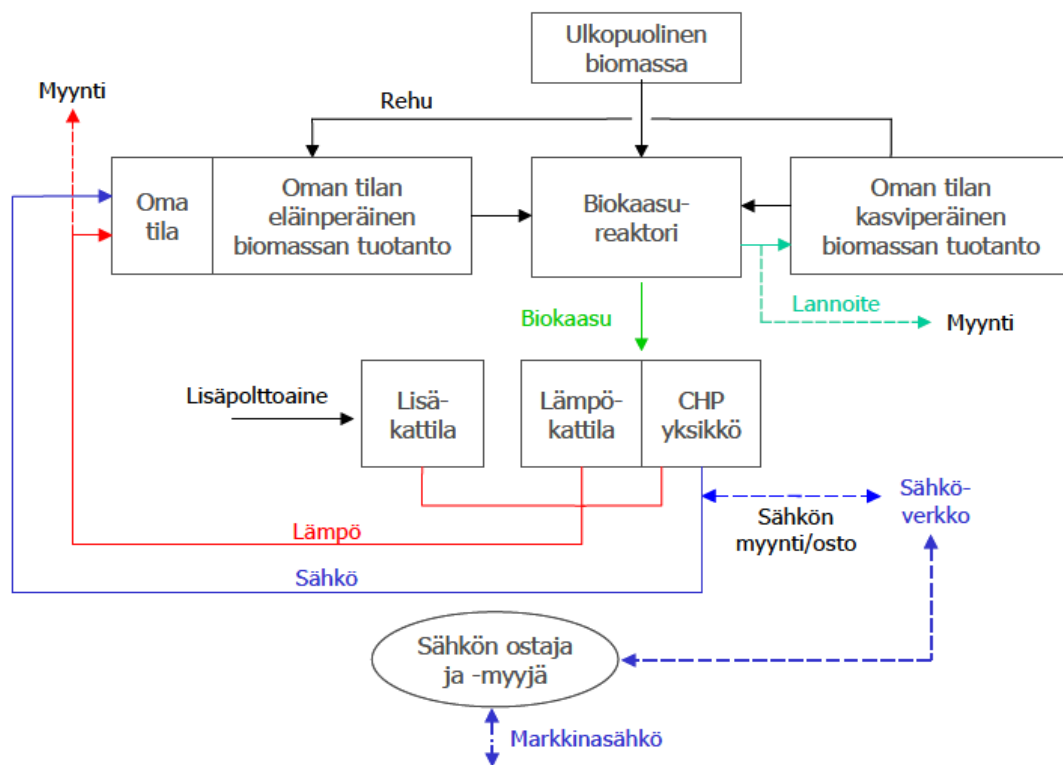 Ulkopuolinen
biomassa
Myynti
Rehu
Oma
tila
Oman tilan
eläinperäinen
biomassan tuotanto
Biokaasu-
reaktori
Oman tilan
kasviperäinen
biomassan tuotanto
Lannoite
Myynti
Biokaasu
Lisäpolttoaine
Lisä-
kattila
Lämpö-
kattila
CHP
yksikkö
Sähkö-
verkko
Sähkön
myynti/osto
Lämpö
Sähkö
Sähkön ostaja
ja -myyjä
Markkinasähkö